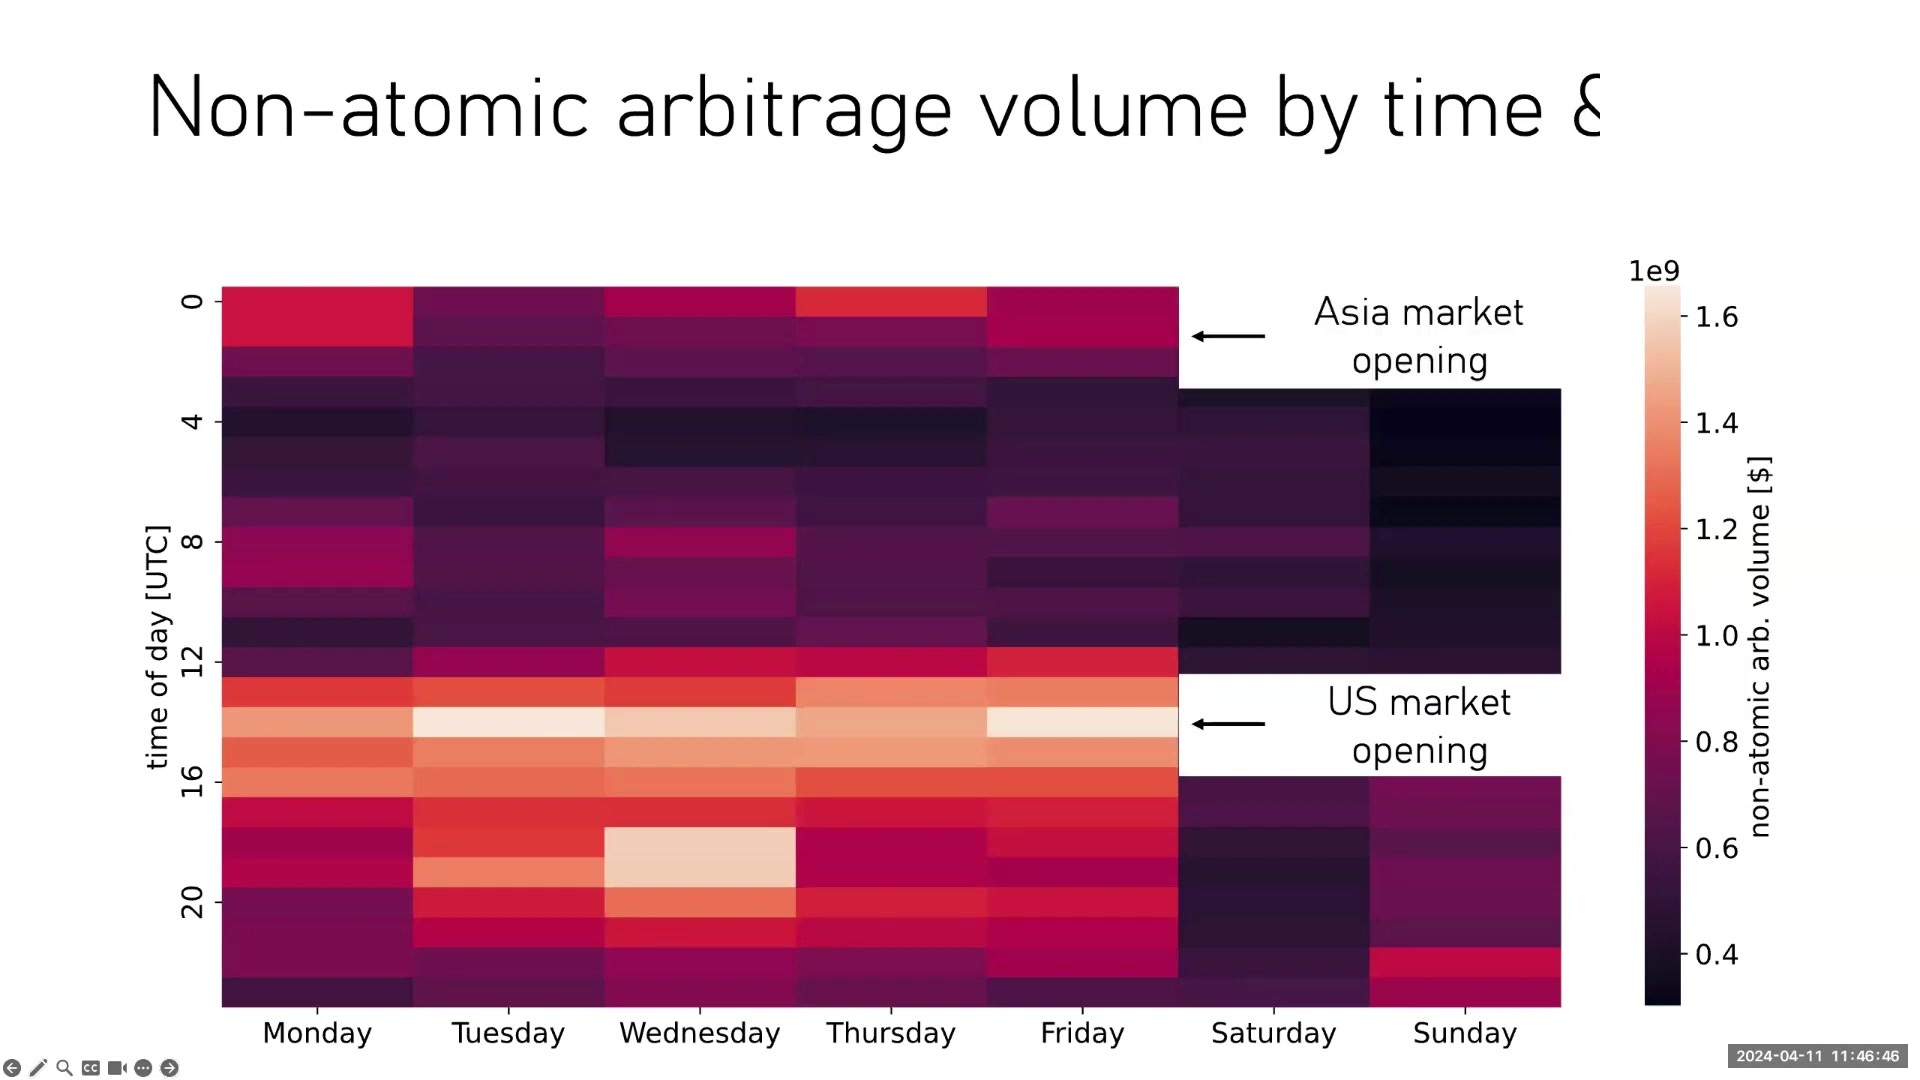 Non-atomic arbitrage volume by time &
1e9
Asia market
opening
US market
opening
0
4
8
12
16
20
time of day [UTC]
Monday Tuesday Wednesday Thursday Friday Saturday Sunday
1.6
1.4
1.2
1.0
0.8
0.6
0.4
non-atomic arb. volume [$]
CC
2024-04-11 11:46:46